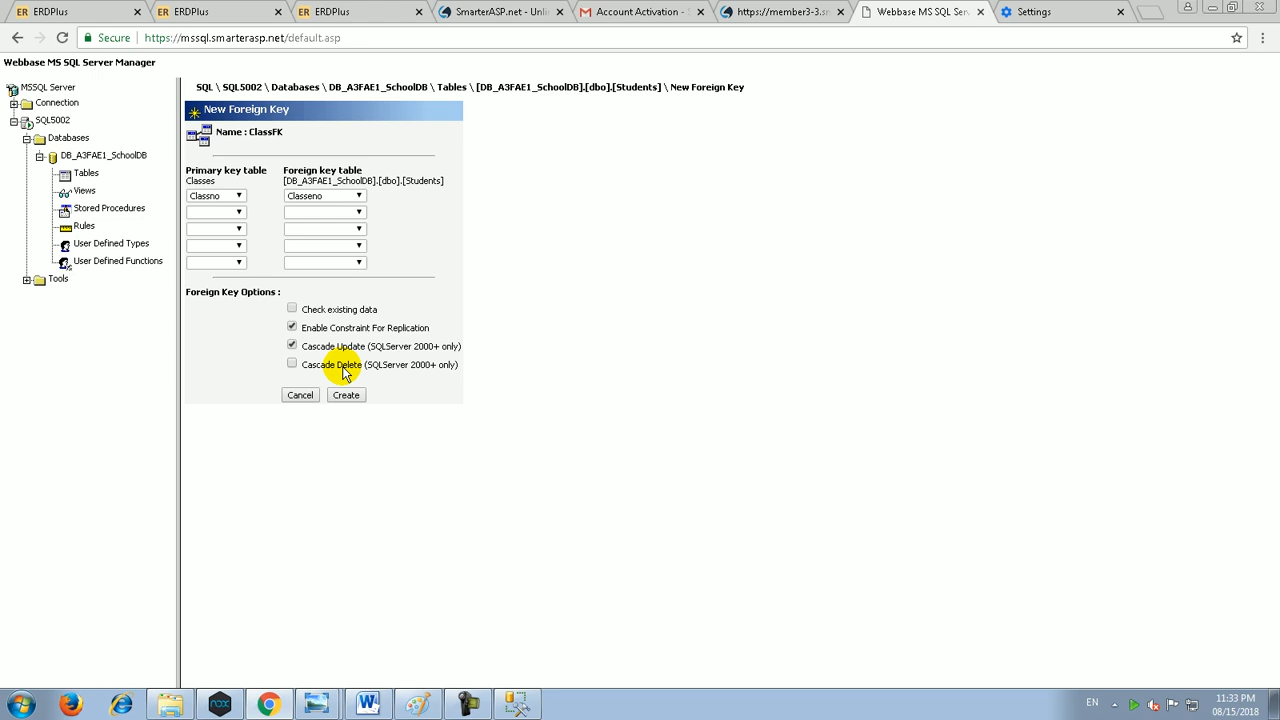 ERDPlus
ERDPlus
ERDPlus
SmarterASP.net - Unli
Account Activation -
https://member3-3.sm
Webbase MS SQL Serv
Settings
Secure
https://mssql.smarterasp.net/default.asp
Webbase MS SQL Server Manager
MSSQL Server
Connection
SQL5002
Databases
DB_A3FAE1_SchoolDB
Tables
Views
Stored Procedures
Rules
User Defined Types
User Defined Functions
Tools
SQL \ SQL5002 \ Databases \ DB_A3FAE1_SchoolDB \ Tables \ [DB_A3FAE1_SchoolDB].[dbo].[Students] \ New Foreign Key
New Foreign Key
Name : ClassFK
Primary key table Foreign key table
Classes [DB_A3FAE1_SchoolDB].[dbo].[Students]
Classno Classeno
Foreign Key Options :
Check existing data
Enable Constraint For Replication
Cascade Update (SQLServer 2000+ only)
Cascade Delete (SQLServer 2000+ only)
Cancel Create
nox
EN
11:33 PM
08/15/2018